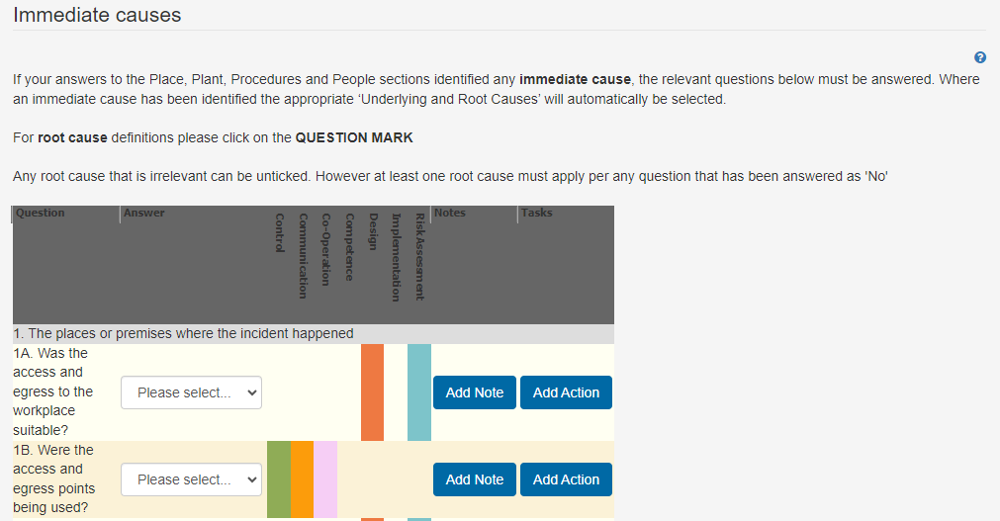 Immediate causes
?
If your answers to the Place, Plant, Procedures and People sections identified any immediate cause, the relevant questions below must be answered. Where
an immediate cause has been identified the appropriate 'Underlying and Root Causes' will automatically be selected.
For root cause definitions please click on the QUESTION MARK
Any root cause that is irrelevant can be unticked. However at least one root cause must apply per any question that has been answered as 'No'
Question
Answer
Control
Communication
Co-Operation
Competence
Design
Implementation
RiskAssessment
Notes
Tasks
1. The places or premises where the incident happened
1A. Was the
access and
egress to the
workplace
suitable?
Please select...
Add Note
Add Action
1B. Were the
access and
egress points
being used?
Please select...
Add Note
Add Action